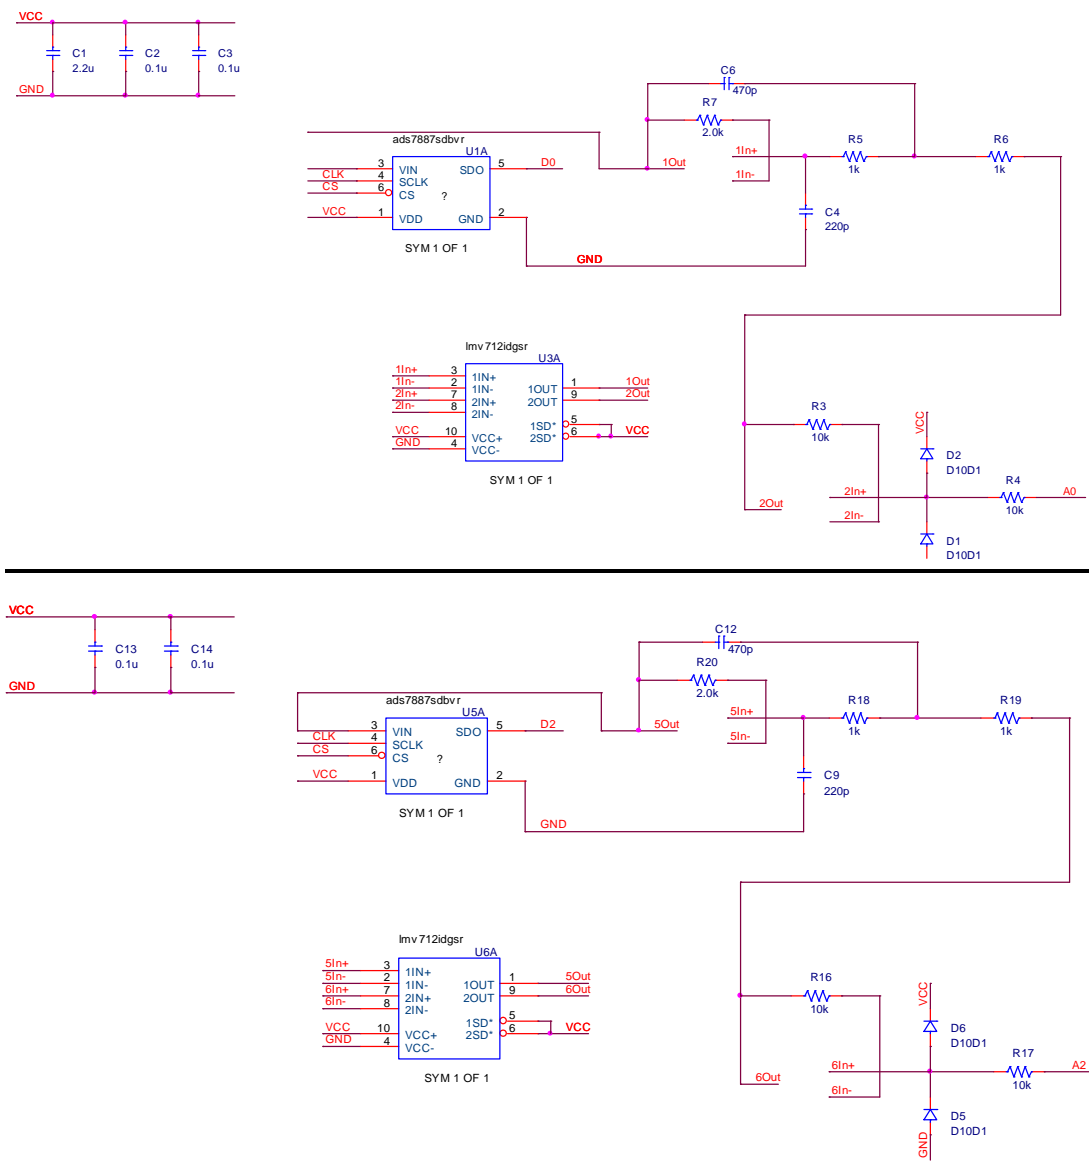 VCC
C1
2.2u
C2
0.1u
C3
0.1u
GND
C6
470p
R7
2.0k
ads7887sdbvr
U1A
3 VIN SDO 5 D0
CLK 4 SCLK
CS 6 CS ?
VCC 1 VDD GND 2
SYM 1 OF 1
1Out
1In+
1In-
R5
1k
R6
1k
C4
220p
GND
lmv712idgsr
U3A
1In+ 3 1IN+ 1OUT 1 1Out
1In- 2 1IN- 2OUT 9 2Out
2In+ 7 2IN+ 1SD* 5
2In- 8 2IN- 2SD* 6 VCC
VCC 10 VCC+
GND 4 VCC-
SYM 1 OF 1
R3
10k
VCC
D2
D10D1
2Out
2In+
2In-
R4
10k
A0
D1
D10D1
VCC
C13
0.1u
C14
0.1u
GND
C12
470p
R20
2.0k
ads7887sdbvr
U5A
3 VIN SDO 5 D2
CLK 4 SCLK
CS 6 CS ?
VCC 1 VDD GND 2
SYM 1 OF 1
5Out
5In+
5In-
R18
1k
R19
1k
C9
220p
GND
lmv712idgsr
U6A
5In+ 3 1IN+ 1OUT 1 5Out
5In- 2 1IN- 2OUT 9 6Out
6In+ 7 2IN+ 1SD* 5
6In- 8 2IN- 2SD* 6 VCC
VCC 10 VCC+
GND 4 VCC-
SYM 1 OF 1
R16
10k
VCC
D6
D10D1
6Out
6In+
6In-
R17
10k
A2
D5
D10D1
GND